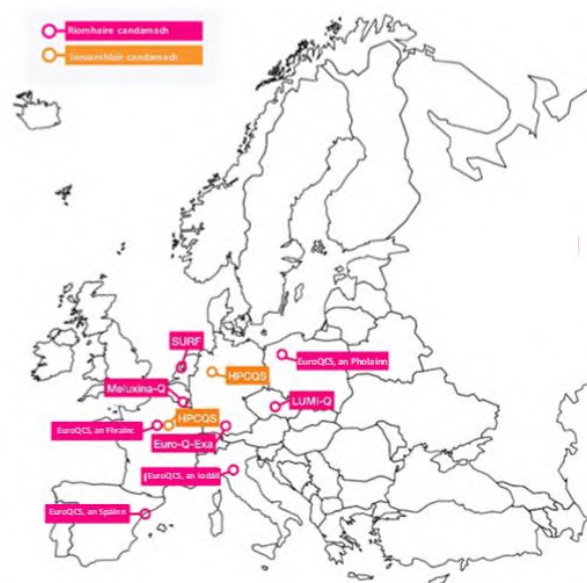 Ríomhaire candamach
Ionsamhlóir candamach
SURF
EuroQCS, an Pholainn
HPCQS
Meluxina-Q
LUMI-Q
HPCQS
EuroQCS, an Fhrainc
Euro-Q-Exa
EuroQCS, an Iodáil
EuroQCS, an Spáinn